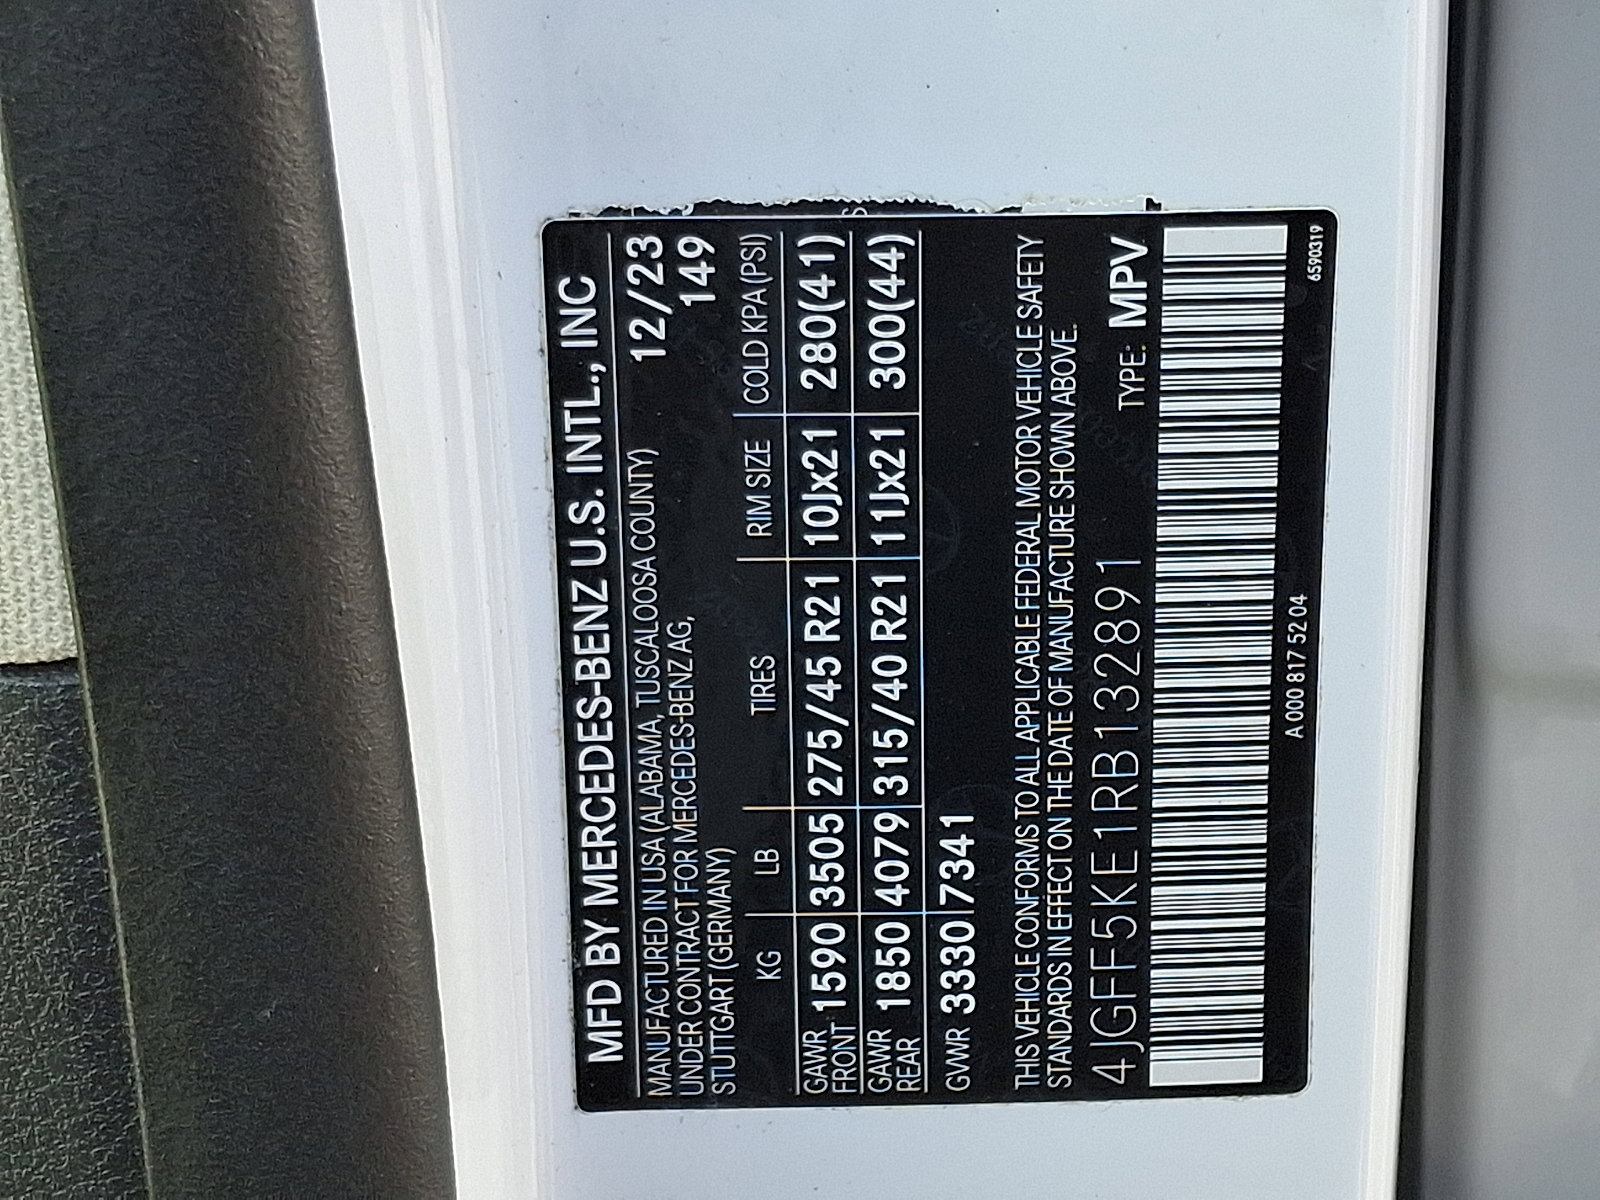 MFD BY MERCEDES-BENZ U.S. INTL., INC
MANUFACTURED IN USA (ALABAMA, TUSCALOOSA COUNTY) 12/23
UNDER CONTRACT FOR MERCEDES-BENZ AG, 149
STUTTGART (GERMANY)
KG LB TIRES RIM SIZE COLD KPA (PSI)
GAWR FRONT 1590 3505 275/45 R21 10Jx21 280(41)
GAWR REAR 1850 4079 315/40 R21 11Jx21 300(44)
GVWR 3330 7341
THIS VEHICLE CONFORMS TO ALL APPLICABLE FEDERAL MOTOR VEHICLE SAFETY
STANDARDS IN EFFECT ON THE DATE OF MANUFACTURE SHOWN ABOVE.
4JGFF5KE1RB132891 TYPE: MPV
A 000 817 52 04 6590319